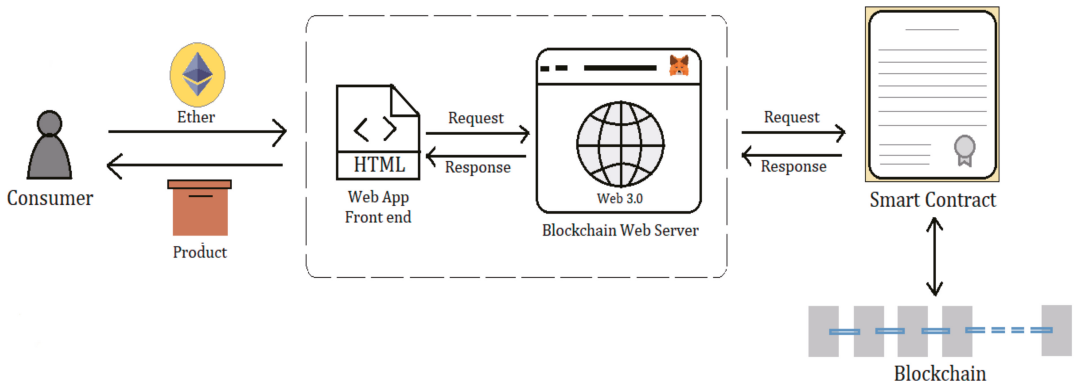 Ether
Consumer
Product
HTML
Web App
Front end
Request
Response
Web 3.0
Blockchain Web Server
Request
Response
Smart Contract
Blockchain